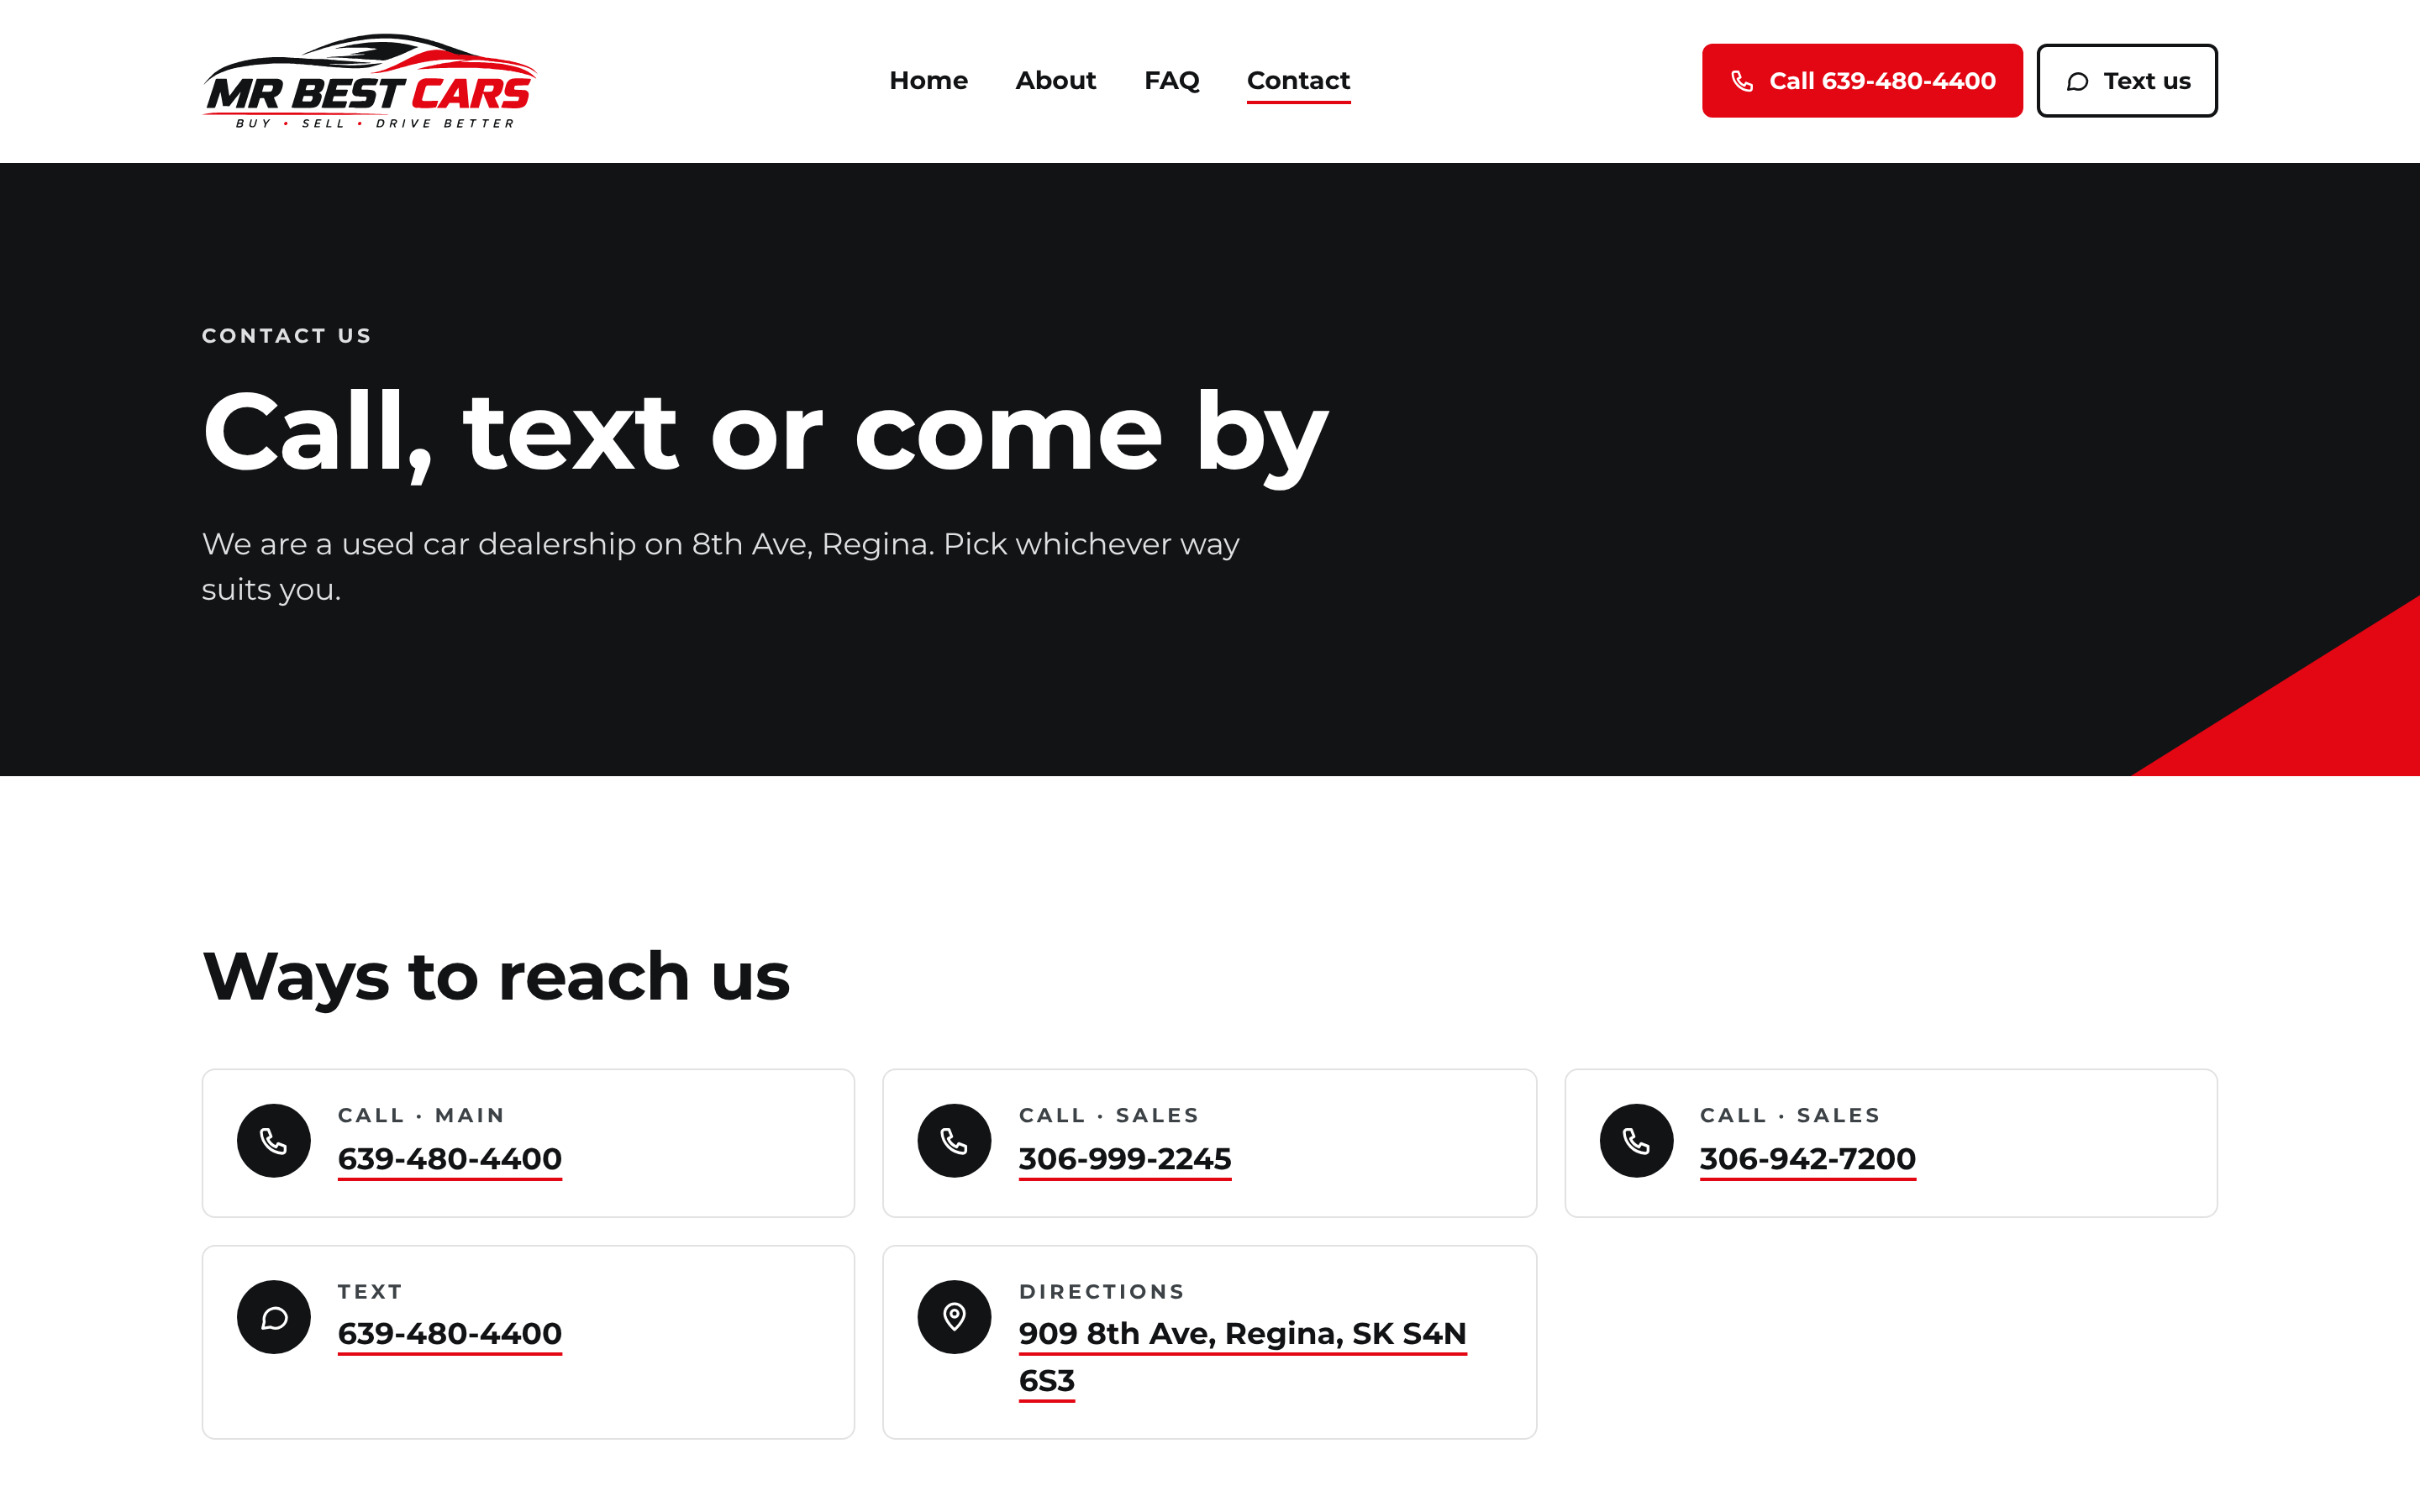 MR BEST CARS
BUY • SELL • DRIVE BETTER
Home
About
FAQ
Contact
Call 639-480-4400
Text us
CONTACT US
Call, text or come by
We are a used car dealership on 8th Ave, Regina. Pick whichever way
suits you.
Ways to reach us
CALL · MAIN
639-480-4400
CALL · SALES
306-999-2245
CALL · SALES
306-942-7200
TEXT
639-480-4400
DIRECTIONS
909 8th Ave, Regina, SK S4N
6S3